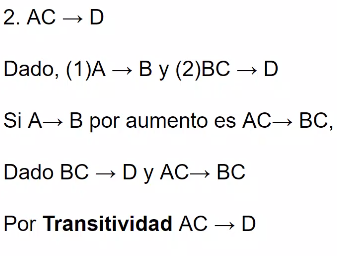 2. AC → D
Dado, (1)A → B y (2)BC → D
Si A→ B por aumento es AC→ BC,
Dado BC → D y AC→ BC
Por Transitividad AC → D